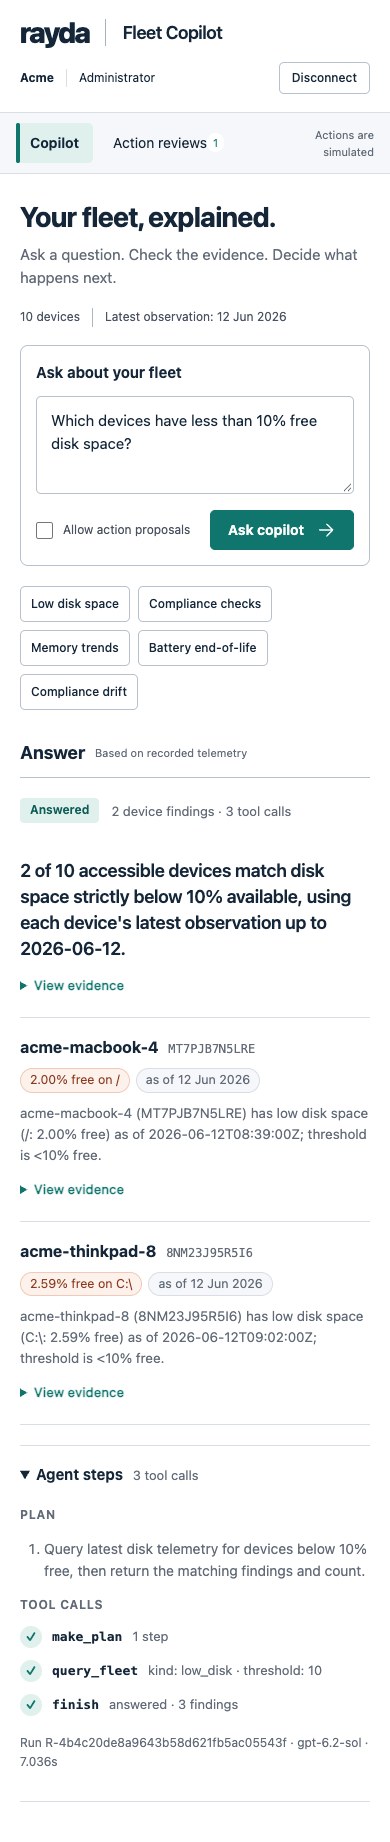 rayda Fleet Copilot
Acme Administrator Disconnect
Copilot Action reviews 1 Actions are
simulated
Your fleet, explained.
Ask a question. Check the evidence. Decide what
happens next.
10 devices Latest observation: 12 Jun 2026
Ask about your fleet
Which devices have less than 10% free
disk space?
Allow action proposals Ask copilot →
Low disk space Compliance checks
Memory trends Battery end-of-life
Compliance drift
Answer Based on recorded telemetry
Answered 2 device findings · 3 tool calls
2 of 10 accessible devices match disk
space strictly below 10% available, using
each device's latest observation up to
2026-06-12.
View evidence
acme-macbook-4 MT7PJB7N5LRE
2.00% free on / as of 12 Jun 2026
acme-macbook-4 (MT7PJB7N5LRE) has low disk space
(/: 2.00% free) as of 2026-06-12T08:39:00Z; threshold
is <10% free.
View evidence
acme-thinkpad-8 8NM23J95R5I6
2.59% free on C:\ as of 12 Jun 2026
acme-thinkpad-8 (8NM23J95R5I6) has low disk space
(C:\: 2.59% free) as of 2026-06-12T09:02:00Z;
threshold is <10% free.
View evidence
Agent steps 3 tool calls
PLAN
1. Query latest disk telemetry for devices below 10%
free, then return the matching findings and count.
TOOL CALLS
make_plan 1 step
query_fleet kind: low_disk · threshold: 10
finish answered · 3 findings
Run R-4b4c20de8a9643b58d621fb5ac05543f · gpt-6.2-sol ·
7.036s